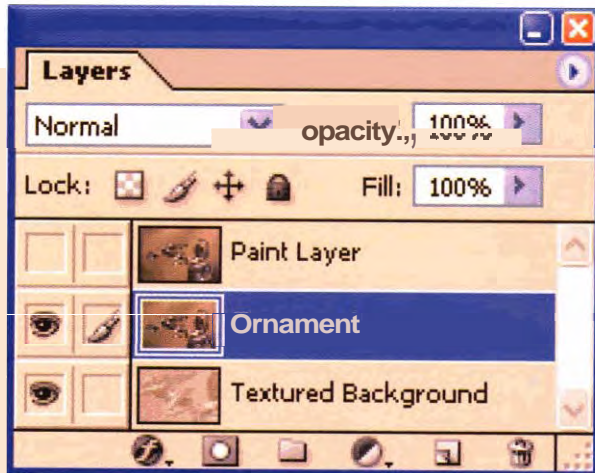 Layers
Normal opacity:,, 100%
Lock: Fill: 100%
Paint Layer
Ornament
Textured Background